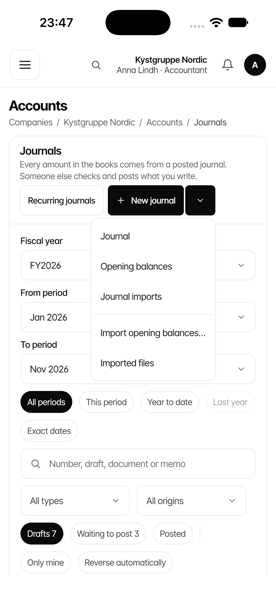 23:47
Kystgruppe Nordic
Anna Lindh · Accountant
A
Accounts
Companies / Kystgruppe Nordic / Accounts / Journals
Journals
Every amount in the books comes from a posted journal.
Someone else checks and posts what you write.
Recurring journals
+ New journal
Journal
Opening balances
Journal imports
Import opening balances...
Imported files
Fiscal year
FY2026
From period
Jan 2026
To period
Nov 2026
All periods
This period
Year to date
Last year
Exact dates
Number, draft, document or memo
All types
All origins
Drafts 7
Waiting to post 3
Posted
Only mine
Reverse automatically